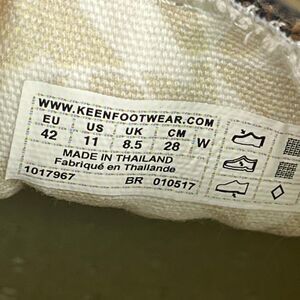 WWW.KEENFOOTWEAR.COM
EU US UK CM
42 11 8.5 28 W
MADE IN THAILAND
Fabriqué en Thaïlande
1017967 BR 010517